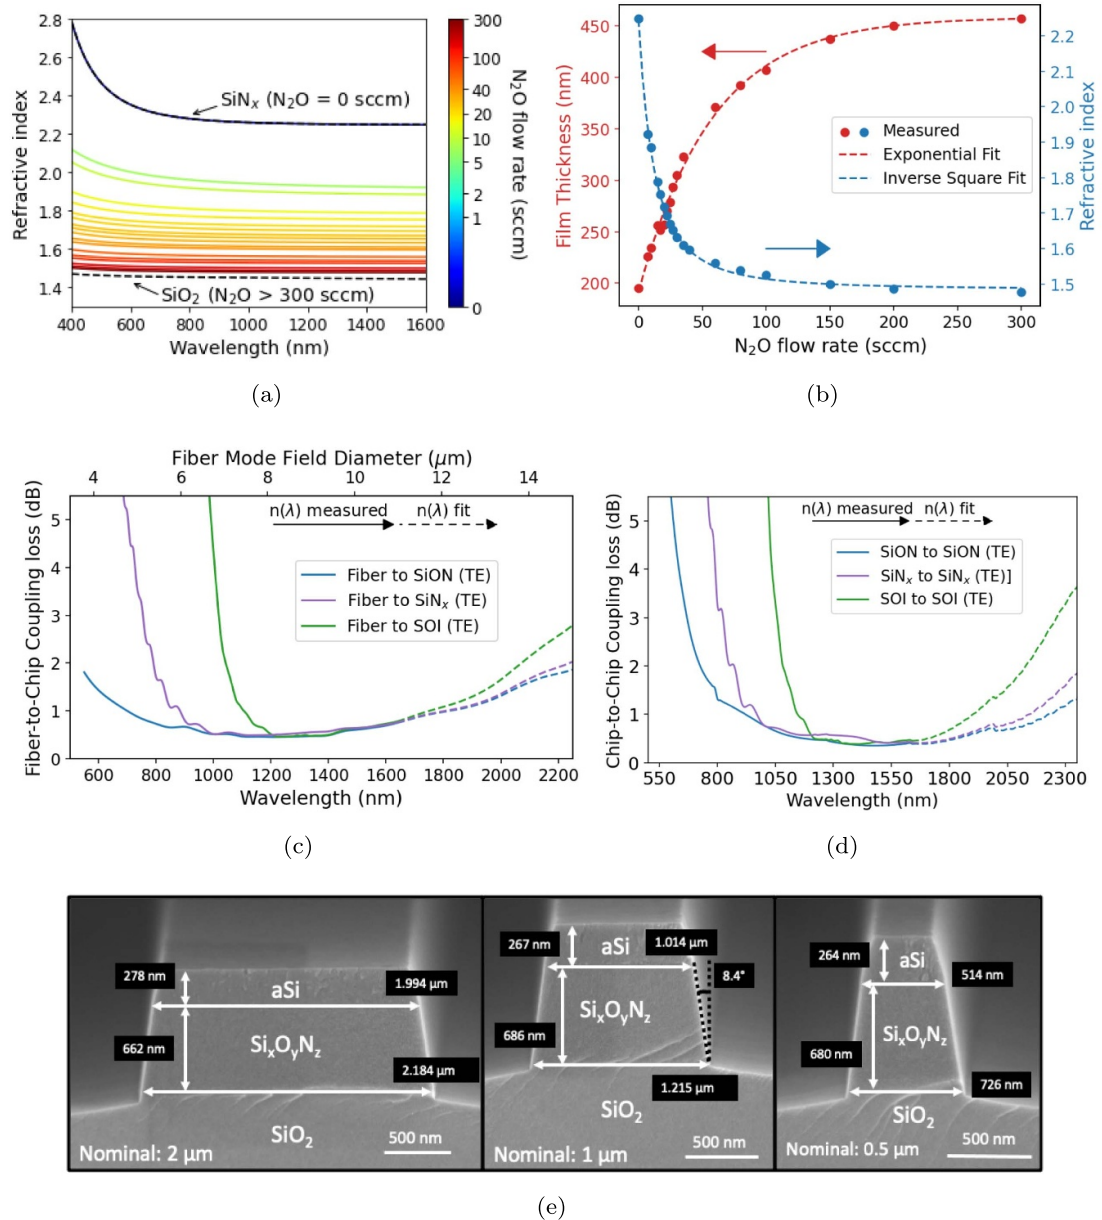 2.8
2.6
2.4
2.2
2.0
1.8
1.6
1.4
Refractive index
SiNₓ (N₂O = 0 sccm)
SiO₂ (N₂O > 300 sccm)
400 600 800 1000 1200 1400 1600
Wavelength (nm)
300
100
40
20
10
5
2
1
0
N₂O flow rate (sccm)
(a)
450
400
350
300
250
200
Film Thickness (nm)
Measured
Exponential Fit
Inverse Square Fit
2.2
2.1
2.0
1.9
1.8
1.7
1.6
1.5
Refractive index
0 50 100 150 200 250 300
N₂O flow rate (sccm)
(b)
Fiber Mode Field Diameter (μm)
4 6 8 10 12 14
n(λ) measured n(λ) fit
5
4
3
2
1
0
Fiber-to-Chip Coupling loss (dB)
Fiber to SiON (TE)
Fiber to SiNₓ (TE)
Fiber to SOI (TE)
600 800 1000 1200 1400 1600 1800 2000 2200
Wavelength (nm)
(c)
n(λ) measured n(λ) fit
5
4
3
2
1
0
Chip-to-Chip Coupling loss (dB)
SiON to SiON (TE)
SiNₓ to SiNₓ (TE)]
SOI to SOI (TE)
550 800 1050 1300 1550 1800 2050 2300
Wavelength (nm)
(d)
278 nm
aSi
1.994 μm
662 nm
SiₓOᵧN_z
2.184 μm
SiO₂
Nominal: 2 μm
500 nm
267 nm
aSi
1.014 μm
8.4°
686 nm
SiₓOᵧN_z
1.215 μm
SiO₂
Nominal: 1 μm
500 nm
264 nm
aSi
514 nm
680 nm
SiₓOᵧN_z
726 nm
SiO₂
Nominal: 0.5 μm
500 nm
(e)